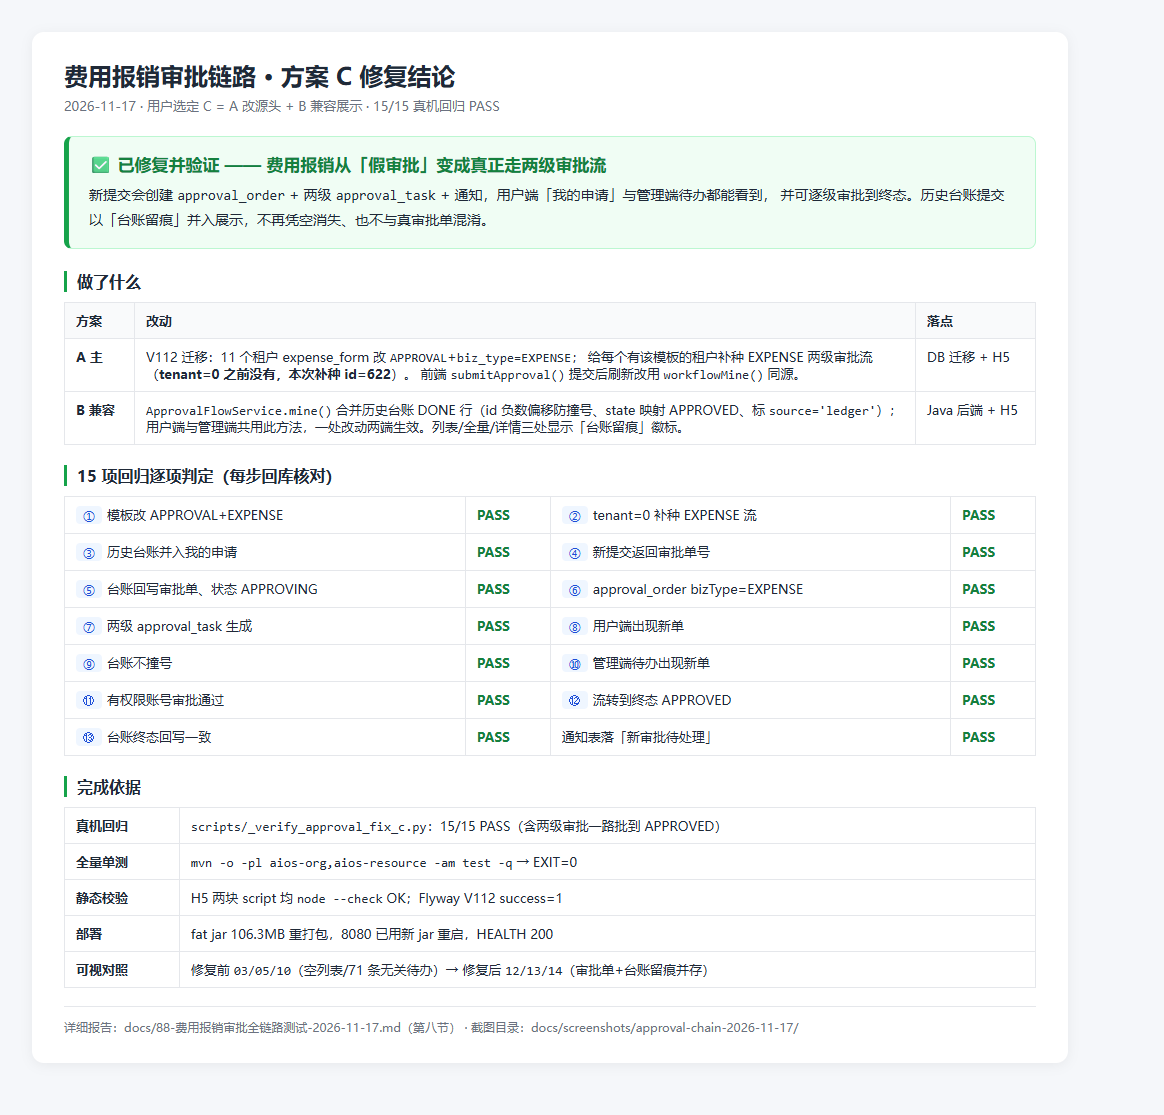 费用报销审批链路 · 方案 C 修复结论
2026-11-17 · 用户选定 C = A 改源头 + B 兼容展示 · 15/15 真机回归 PASS
✅ 已修复并验证 —— 费用报销从「假审批」变成真正走两级审批流
新提交会创建 approval_order + 两级 approval_task + 通知，用户端「我的申请」与管理端待办都能看到， 并可逐级审批到终态。历史台账提交
以「台账留痕」并入展示，不再凭空消失、也不与真审批单混淆。
做了什么
方案 改动 落点
A 主 V112 迁移：11 个租户 expense_form 改 APPROVAL+biz_type=EXPENSE； 给每个有该模板的租户补种 EXPENSE 两级审批流 DB 迁移 + H5
（tenant=0 之前没有，本次补种 id=622）。 前端 submitApproval() 提交后刷新改用 workflowMine() 同源。
B 兼容 ApprovalFlowService.mine() 合并历史台账 DONE 行（id 负数偏移防撞号、state 映射 APPROVED、标 source='ledger'）； Java 后端 + H5
用户端与管理端共用此方法，一处改动两端生效。列表/全量/详情三处显示「台账留痕」徽标。
15 项回归逐项判定（每步回库核对）
① 模板改 APPROVAL+EXPENSE PASS ② tenant=0 补种 EXPENSE 流 PASS
③ 历史台账并入我的申请 PASS ④ 新提交返回审批单号 PASS
⑤ 台账回写审批单、状态 APPROVING PASS ⑥ approval_order bizType=EXPENSE PASS
⑦ 两级 approval_task 生成 PASS ⑧ 用户端出现新单 PASS
⑨ 台账不撞号 PASS ⑩ 管理端待办出现新单 PASS
⑪ 有权限账号审批通过 PASS ⑫ 流转到终态 APPROVED PASS
⑬ 台账终态回写一致 PASS 通知表落「新审批待处理」 PASS
完成依据
真机回归 scripts/_verify_approval_fix_c.py：15/15 PASS（含两级审批一路批到 APPROVED）
全量单测 mvn -o -pl aios-org,aios-resource -am test -q → EXIT=0
静态校验 H5 两块 script 均 node --check OK；Flyway V112 success=1
部署 fat jar 106.3MB 重打包，8080 已用新 jar 重启，HEALTH 200
可视对照 修复前 03/05/10（空列表/71 条无关待办）→ 修复后 12/13/14（审批单+台账留痕并存）
详细报告：docs/88-费用报销审批全链路测试-2026-11-17.md（第八节） · 截图目录：docs/screenshots/approval-chain-2026-11-17/